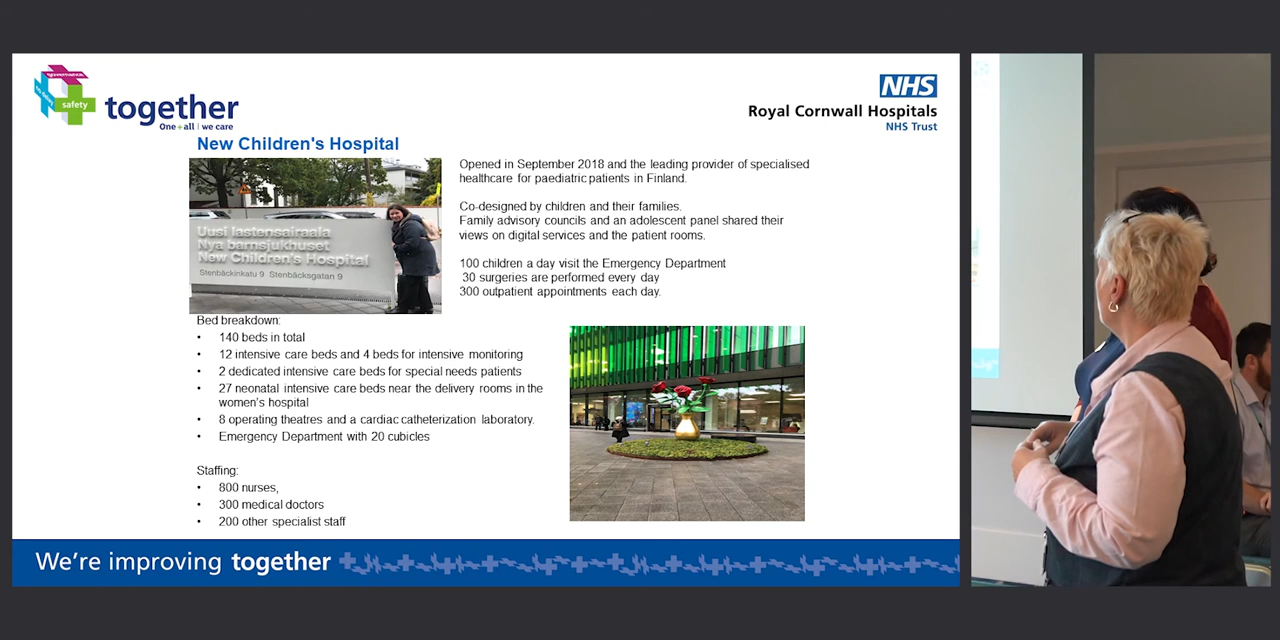 safety
together
One + all | we care
NHS
Royal Cornwall Hospitals
NHS Trust
New Children's Hospital
Uusi lastensairaala
Nya barnsjukhuset
New Children's Hospital
Stenbäckinkatu 9 Stenbäcksgatan 9
Opened in September 2018 and the leading provider of specialised
healthcare for paediatric patients in Finland.
Co-designed by children and their families.
Family advisory councils and an adolescent panel shared their
views on digital services and the patient rooms.
100 children a day visit the Emergency Department
30 surgeries are performed every day
300 outpatient appointments each day.
Bed breakdown:
• 140 beds in total
• 12 intensive care beds and 4 beds for intensive monitoring
• 2 dedicated intensive care beds for special needs patients
• 27 neonatal intensive care beds near the delivery rooms in the
women's hospital
• 8 operating theatres and a cardiac catheterization laboratory.
• Emergency Department with 20 cubicles
Staffing:
• 800 nurses,
• 300 medical doctors
• 200 other specialist staff
We're improving together